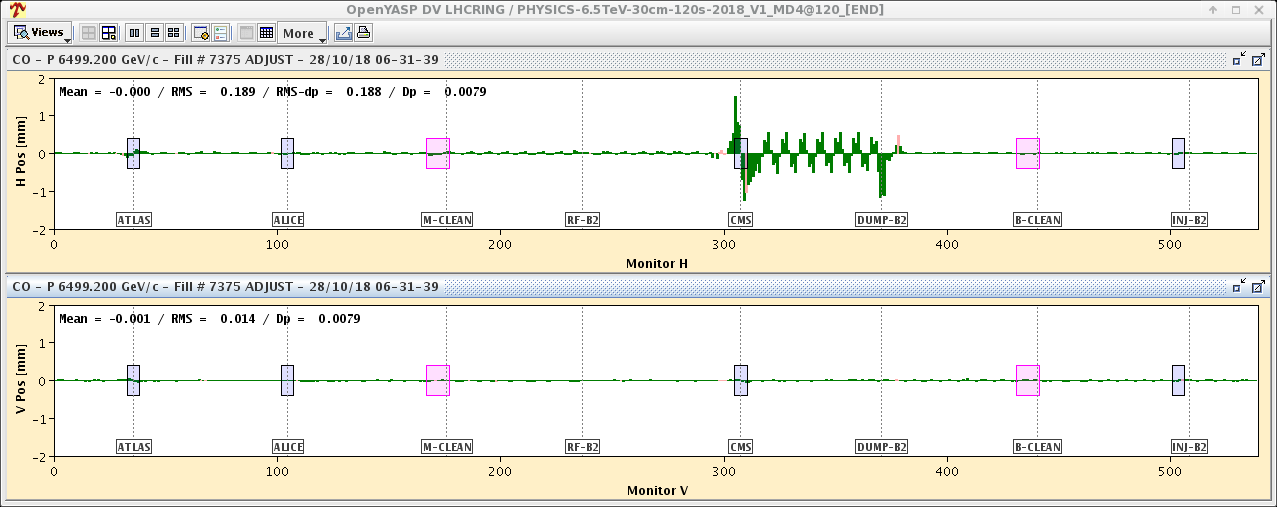 OpenYASP DV LHCRING / PHYSICS-6.5TeV-30cm-120s-2018_V1_MD4@120_[END]
Views More
CO - P 6499.200 GeV/c - Fill # 7375 ADJUST - 28/10/18 06-31-39
Mean = -0.000 / RMS = 0.189 / RMS-dp = 0.188 / Dp = 0.0079
H Pos [mm]
2
1
0
-1
-2
ATLAS ALICE M-CLEAN RF-B2 CMS DUMP-B2 B-CLEAN INJ-B2
0 100 200 300 400 500
Monitor H
CO - P 6499.200 GeV/c - Fill # 7375 ADJUST - 28/10/18 06-31-39
Mean = -0.001 / RMS = 0.014 / Dp = 0.0079
V Pos [mm]
2
1
0
-1
-2
ATLAS ALICE M-CLEAN RF-B2 CMS DUMP-B2 B-CLEAN INJ-B2
0 100 200 300 400 500
Monitor V